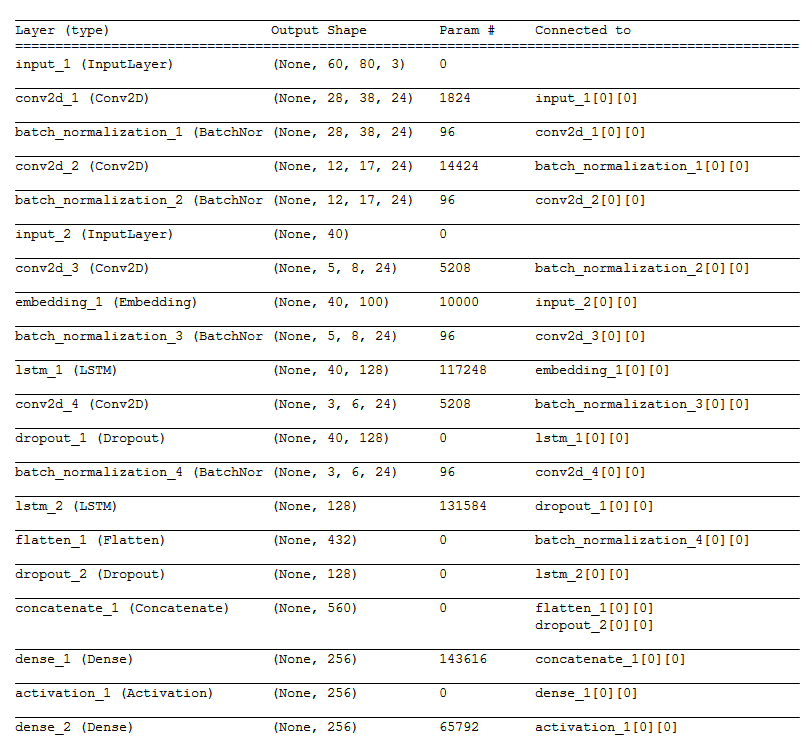 Layer (type) Output Shape Param # Connected to
==================================================================================================
input_1 (InputLayer) (None, 60, 80, 3) 0
conv2d_1 (Conv2D) (None, 28, 38, 24) 1824 input_1[0][0]
batch_normalization_1 (BatchNor (None, 28, 38, 24) 96 conv2d_1[0][0]
conv2d_2 (Conv2D) (None, 12, 17, 24) 14424 batch_normalization_1[0][0]
batch_normalization_2 (BatchNor (None, 12, 17, 24) 96 conv2d_2[0][0]
input_2 (InputLayer) (None, 40) 0
conv2d_3 (Conv2D) (None, 5, 8, 24) 5208 batch_normalization_2[0][0]
embedding_1 (Embedding) (None, 40, 100) 10000 input_2[0][0]
batch_normalization_3 (BatchNor (None, 5, 8, 24) 96 conv2d_3[0][0]
lstm_1 (LSTM) (None, 40, 128) 117248 embedding_1[0][0]
conv2d_4 (Conv2D) (None, 3, 6, 24) 5208 batch_normalization_3[0][0]
dropout_1 (Dropout) (None, 40, 128) 0 lstm_1[0][0]
batch_normalization_4 (BatchNor (None, 3, 6, 24) 96 conv2d_4[0][0]
lstm_2 (LSTM) (None, 128) 131584 dropout_1[0][0]
flatten_1 (Flatten) (None, 432) 0 batch_normalization_4[0][0]
dropout_2 (Dropout) (None, 128) 0 lstm_2[0][0]
concatenate_1 (Concatenate) (None, 560) 0 flatten_1[0][0]
dropout_2[0][0]
dense_1 (Dense) (None, 256) 143616 concatenate_1[0][0]
activation_1 (Activation) (None, 256) 0 dense_1[0][0]
dense_2 (Dense) (None, 256) 65792 activation_1[0][0]